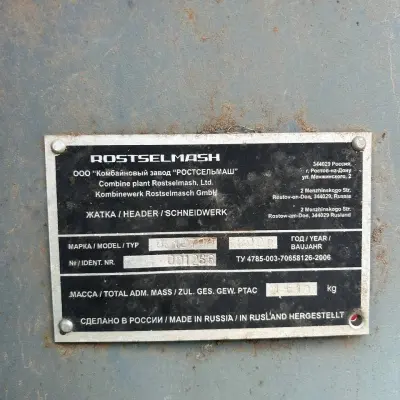 ROSTSELMASH
ООО "Комбайновый завод "РОСТСЕЛЬМАШ"
Combine plant Rostselmash, Ltd.
Kombinewerk Rostselmasch GmbH
344029 Россия,
г. Ростов-на-Дону
ул. Менжинского, 2
2 Menzhinskogo Str.
Rostov-on-Don, 344029, Russia
2 Menzhinskogo Str.
Rostov-am-Don, 344029 Rusland
ЖАТКА / HEADER / SCHNEIDWERK
МАРКА / MODEL / TYP
ГОД / YEAR / BAUJAHR
№ / IDENT. NR.
ТУ 4785-003-70658126-2006
МАССА / TOTAL ADM. MASS / ZUL. GES. GEW. PTAC kg
СДЕЛАНО В РОССИИ / MADE IN RUSSIA / IN RUSLAND HERGESTELLT